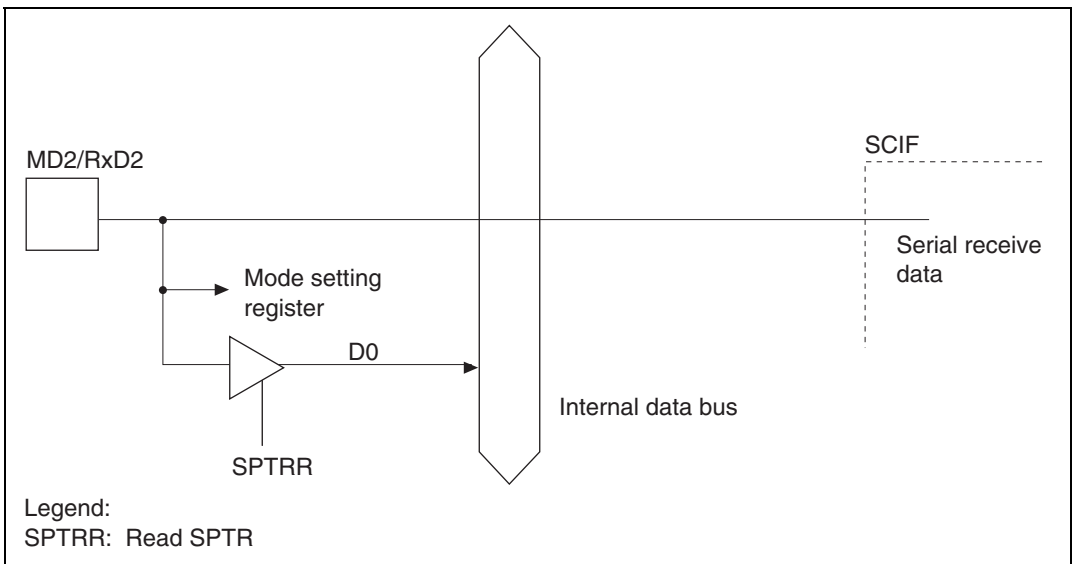 MD2/RxD2
SCIF
Serial receive
data
Mode setting
register
D0
Internal data bus
SPTRR
Legend:
SPTRR: Read SPTR